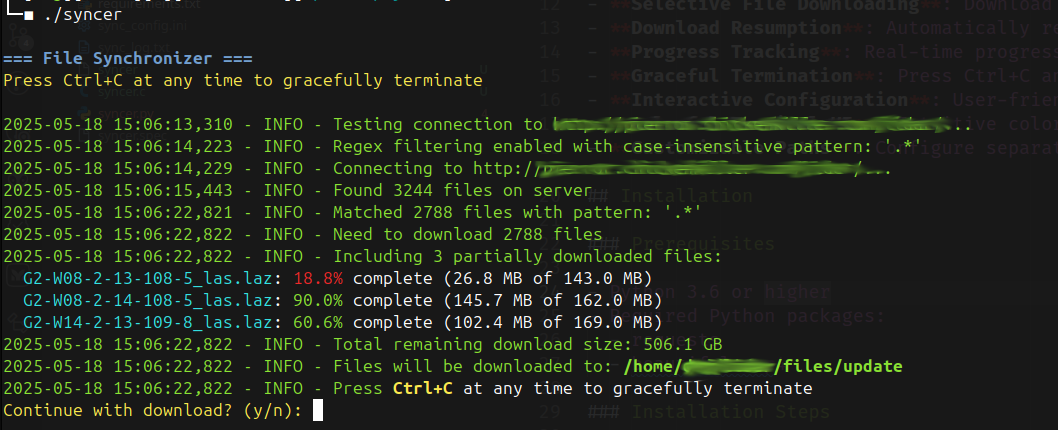 ./syncer
=== File Synchronizer ===
Press Ctrl+C at any time to gracefully terminate
2025-05-18 15:06:13,310 - INFO - Testing connection to ...
2025-05-18 15:06:14,223 - INFO - Regex filtering enabled with case-insensitive pattern: '.*'
2025-05-18 15:06:14,229 - INFO - Connecting to http:// /...
2025-05-18 15:06:15,443 - INFO - Found 3244 files on server
2025-05-18 15:06:22,821 - INFO - Matched 2788 files with pattern: '.*'
2025-05-18 15:06:22,822 - INFO - Need to download 2788 files
2025-05-18 15:06:22,822 - INFO - Including 3 partially downloaded files:
G2-W08-2-13-108-5_las.laz: 18.8% complete (26.8 MB of 143.0 MB)
G2-W08-2-14-108-5_las.laz: 90.0% complete (145.7 MB of 162.0 MB)
G2-W14-2-13-109-8_las.laz: 60.6% complete (102.4 MB of 169.0 MB)
2025-05-18 15:06:22,822 - INFO - Total remaining download size: 506.1 GB
2025-05-18 15:06:22,822 - INFO - Files will be downloaded to: /home/ /files/update
2025-05-18 15:06:22,822 - INFO - Press Ctrl+C at any time to gracefully terminate
Continue with download? (y/n):
12 - **Selective File Downloading**: Download
13 - **Download Resumption**: Automatically
14 - **Progress Tracking**: Real-time
15 - **Graceful Termination**: Press Ctrl+C
16 - **Interactive Configuration**:
## Installation
### Prerequisites
Python 3.6 or higher
Python packages:
29 ### Installation Steps